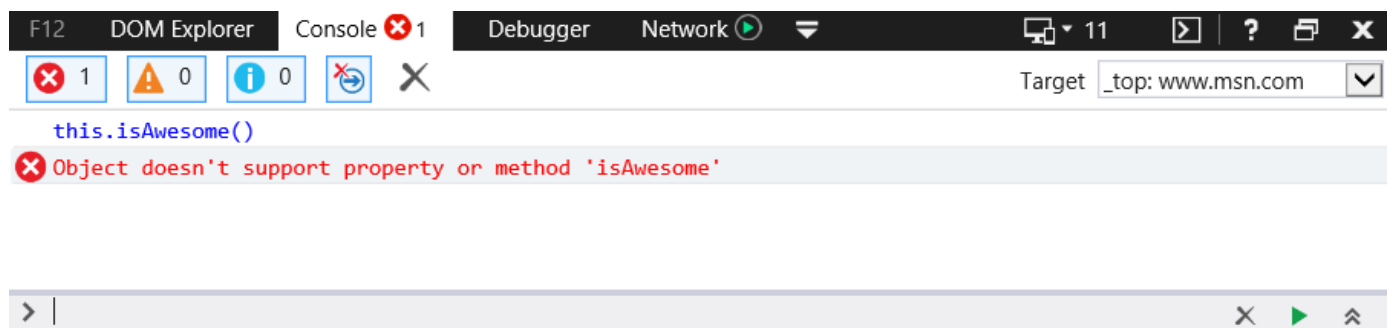 F12 DOM Explorer Console 1 Debugger Network 11 ?
1 0 0 Target _top: www.msn.com
this.isAwesome()
Object doesn't support property or method 'isAwesome'
>